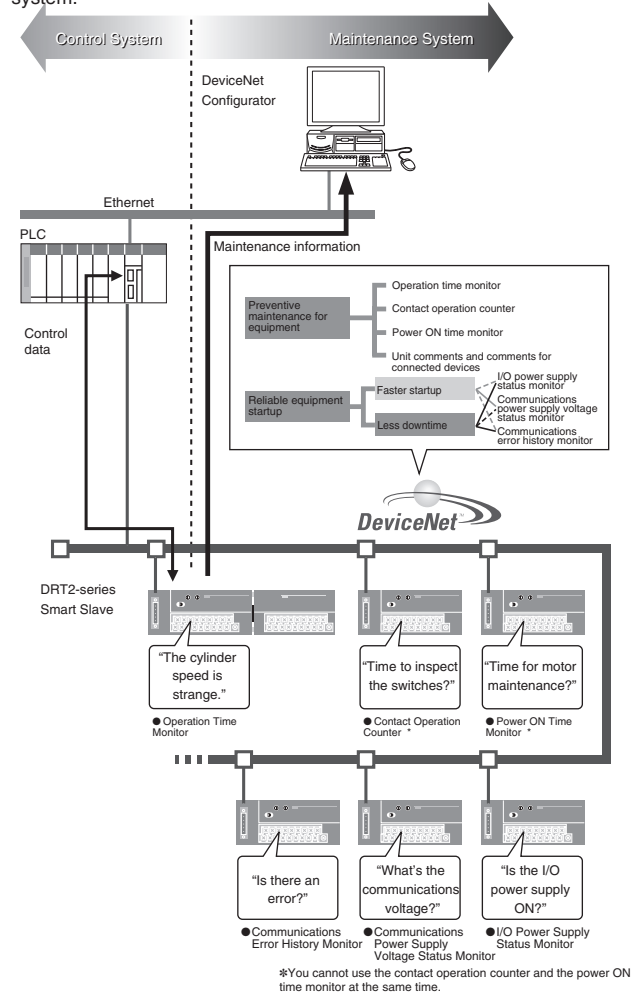 system.
Control System
Maintenance System
DeviceNet
Configurator
Ethernet
PLC
Maintenance information
Control
data
Preventive
maintenance for
equipment
Operation time monitor
Contact operation counter
Power ON time monitor
Unit comments and comments for
connected devices
Reliable equipment
startup
Faster startup
Less downtime
I/O power supply
status monitor
Communications
power supply voltage
status monitor
Communications
error history monitor
DeviceNet
DRT2-series
Smart Slave
“The cylinder
speed is
strange.”
“Time to inspect
the switches?”
“Time for motor
maintenance?”
●Operation Time
Monitor
●Contact Operation
Counter *
●Power ON Time
Monitor *
“Is there an
error?”
“What's the
communications
voltage?”
“Is the I/O
power supply
ON?”
●Communications
Error History Monitor
●Communications
Power Supply
Voltage Status Monitor
●I/O Power Supply
Status Monitor
✽You cannot use the contact operation counter and the power ON
time monitor at the same time.